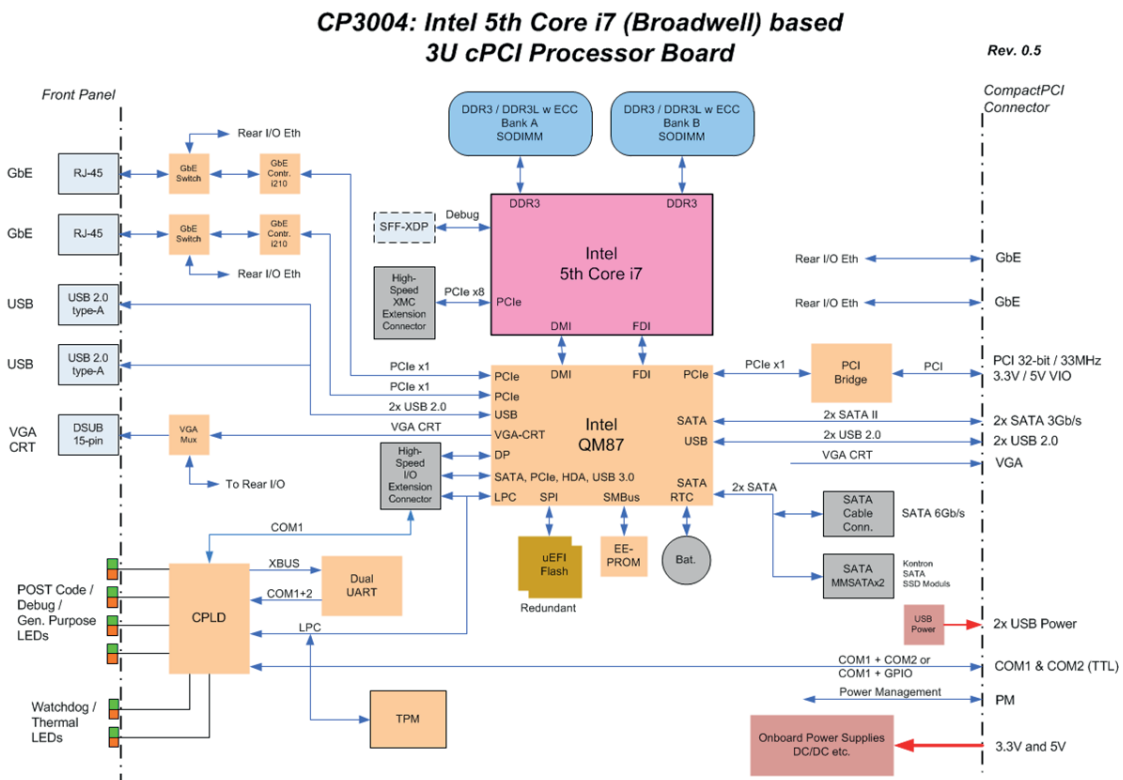 CP3004: Intel 5th Core i7 (Broadwell) based
3U cPCI Processor Board
Rev. 0.5
Front Panel
CompactPCI
Connector
DDR3 / DDR3L w ECC
Bank A
SODIMM
DDR3 / DDR3L w ECC
Bank B
SODIMM
Rear I/O Eth
GbE
RJ-45
GbE
Switch
GbE
Contr.
i210
GbE
RJ-45
GbE
Switch
GbE
Contr.
i210
Rear I/O Eth
DDR3
DDR3
SFF-XDP
Debug
Intel
5th Core i7
High-
Speed
XMC
Extension
Connector
PCIe x8
PCIe
DMI
FDI
Rear I/O Eth
GbE
Rear I/O Eth
GbE
USB
USB 2.0
type-A
USB
USB 2.0
type-A
PCIe x1
PCIe
DMI
FDI
PCIe
PCIe x1
PCI
Bridge
PCI
PCI 32-bit / 33MHz
3.3V / 5V VIO
PCIe x1
PCIe
2x USB 2.0
USB
Intel
QM87
SATA
2x SATA II
2x SATA 3Gb/s
VGA
CRT
DSUB
15-pin
VGA
Mux
VGA CRT
VGA-CRT
USB
2x USB 2.0
2x USB 2.0
DP
VGA CRT
VGA
To Rear I/O
High-
Speed
I/O
Extension
Connector
SATA, PCIe, HDA, USB 3.0
SATA
2x SATA
LPC
SPI
SMBus
RTC
SATA
Cable
Conn.
SATA 6Gb/s
COM1
uEFI
Flash
Redundant
EE-
PROM
Bat.
SATA
MMSATAx2
Kontron
SATA
SSD Moduls
POST Code /
Debug /
Gen. Purpose
LEDs
CPLD
XBUS
COM1+2
Dual
UART
LPC
USB
Power
2x USB Power
COM1 + COM2 or
COM1 + GPIO
COM1 & COM2 (TTL)
Watchdog /
Thermal
LEDs
TPM
Power Management
PM
Onboard Power Supplies
DC/DC etc.
3.3V and 5V